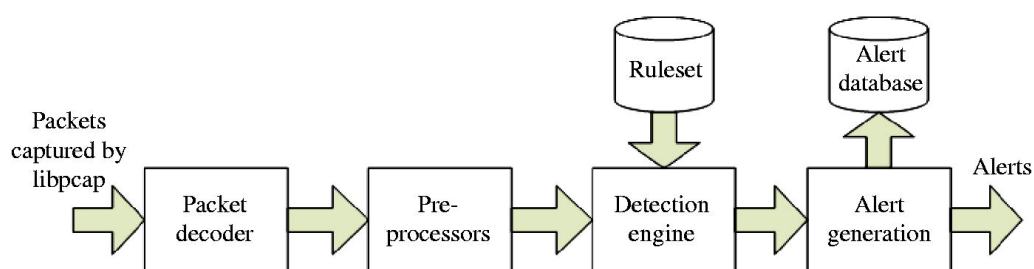 Ruleset
Alert
database
Packets
captured by
libpcap
Alerts
Packet
decoder
Pre-
processors
Detection
engine
Alert
generation